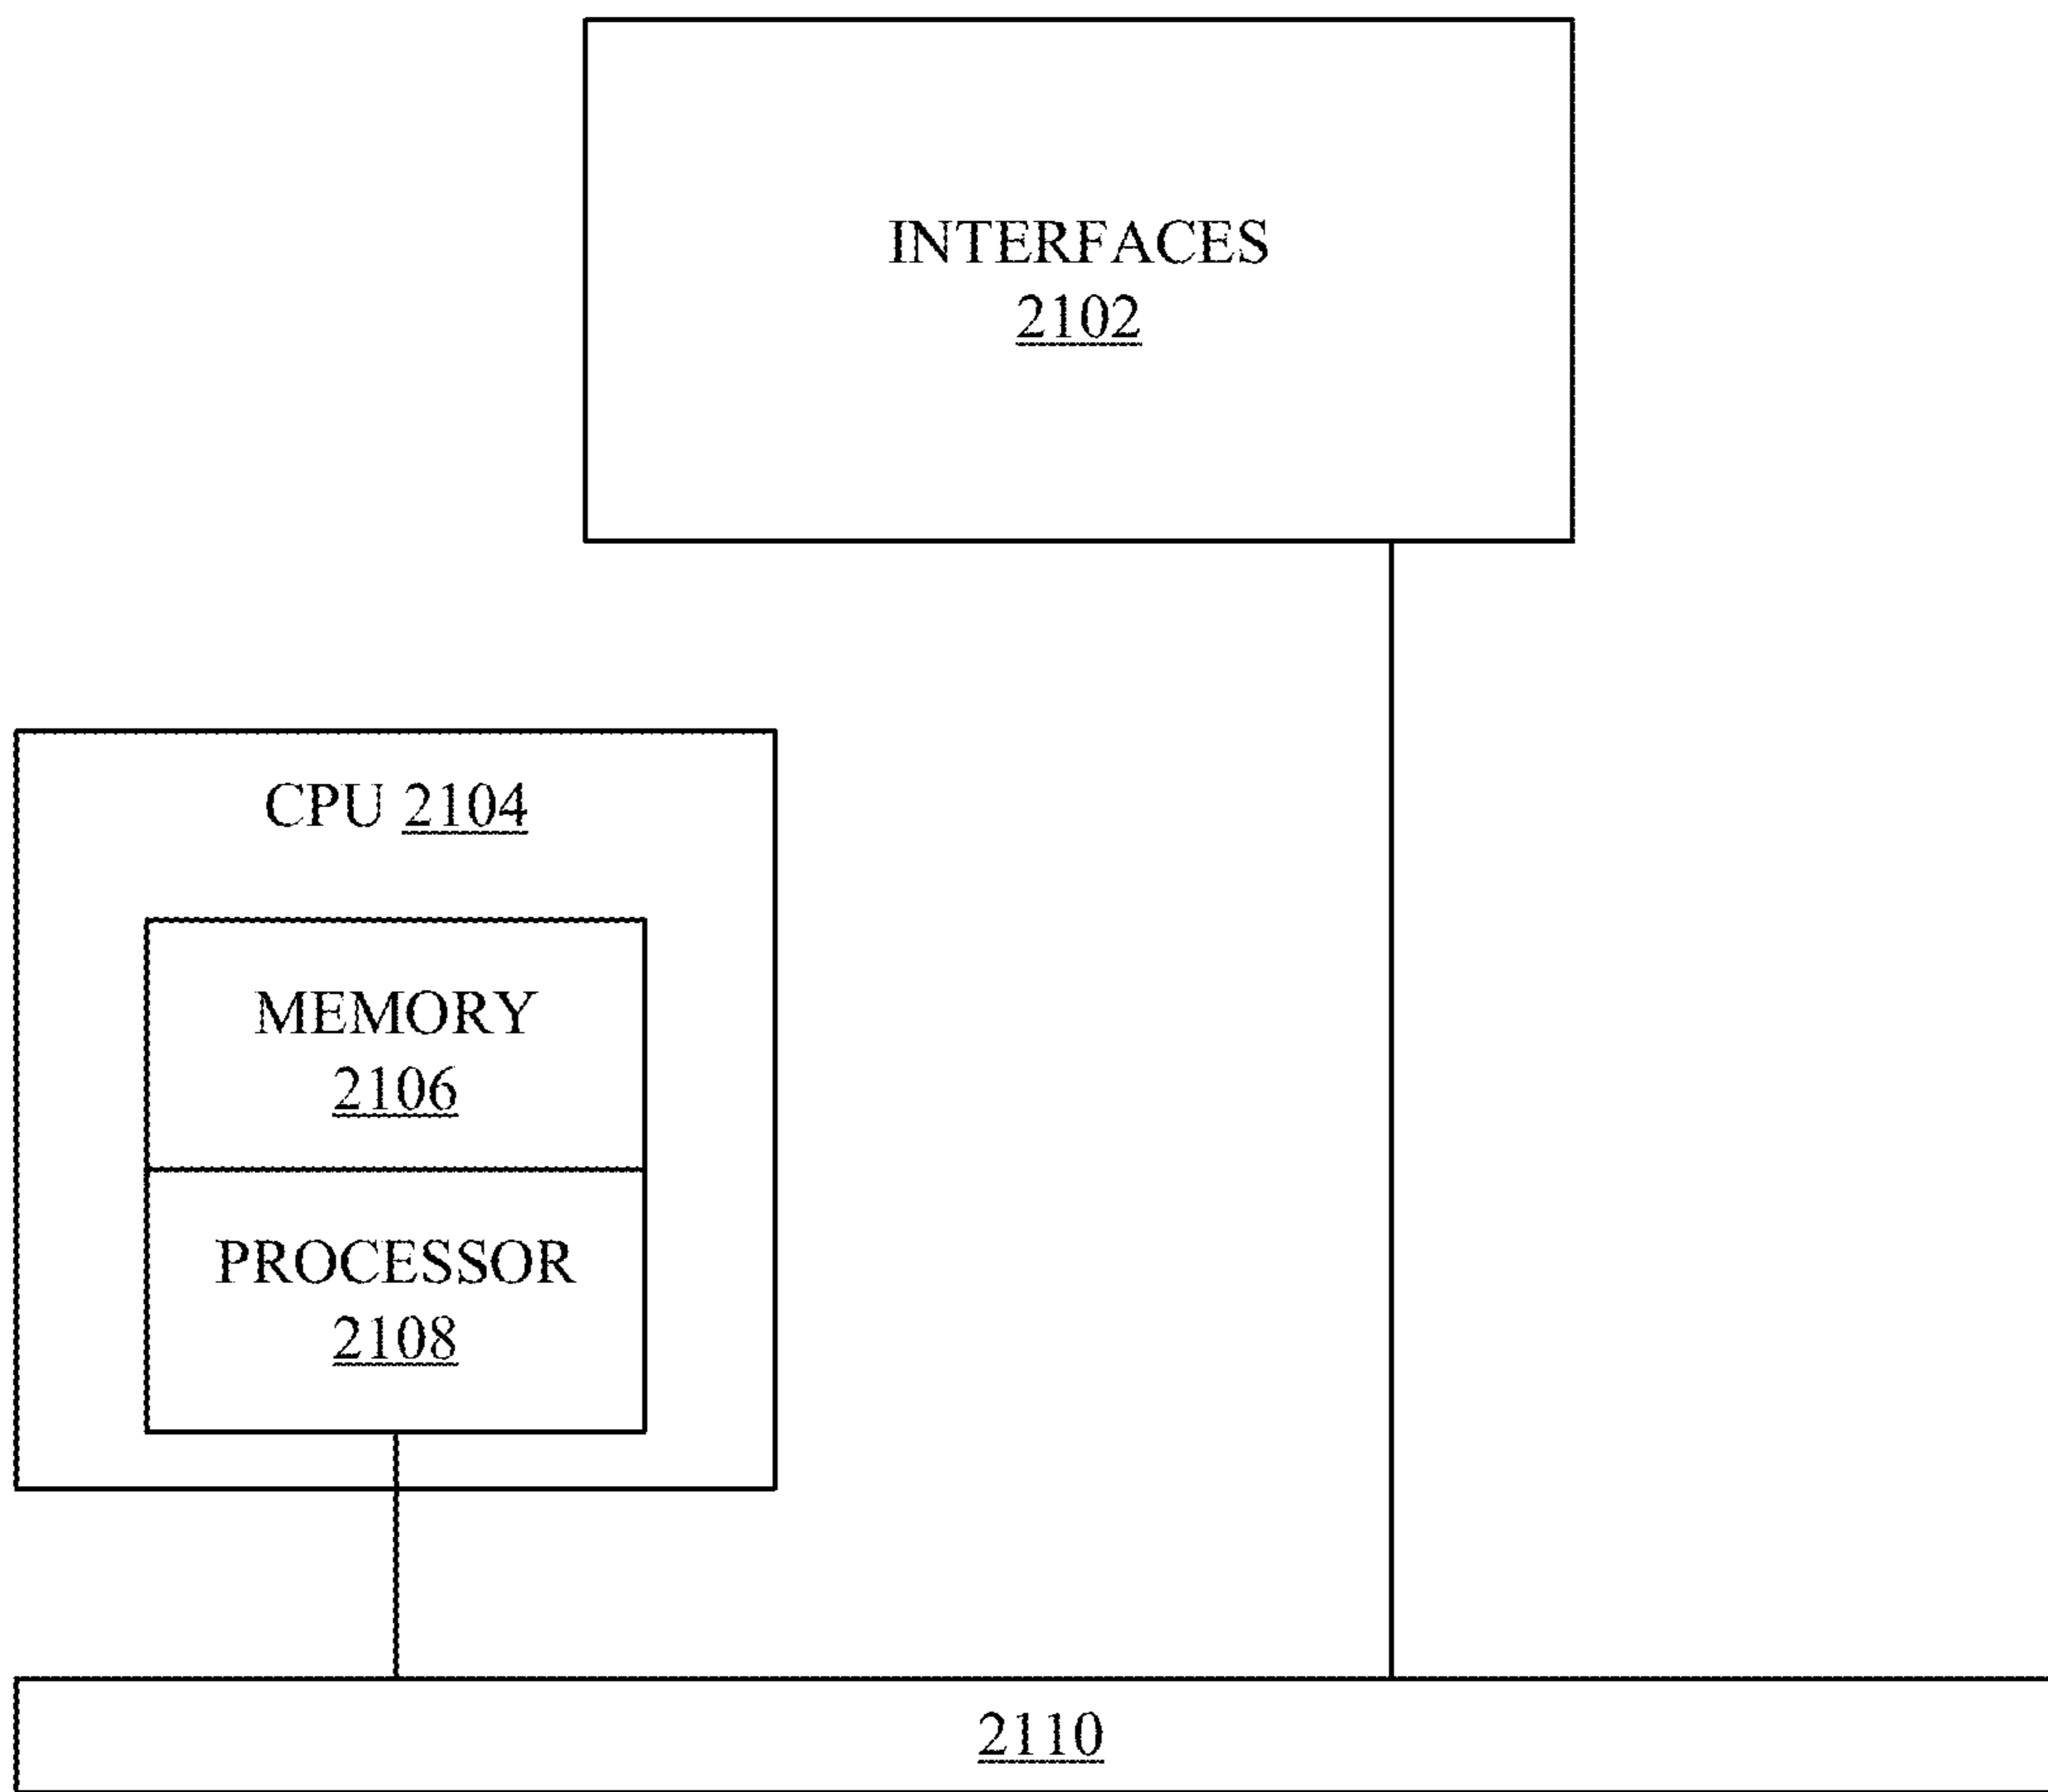 INTERFACES
2102
CPU 2104
MEMORY
2106
PROCESSOR
2108
2110